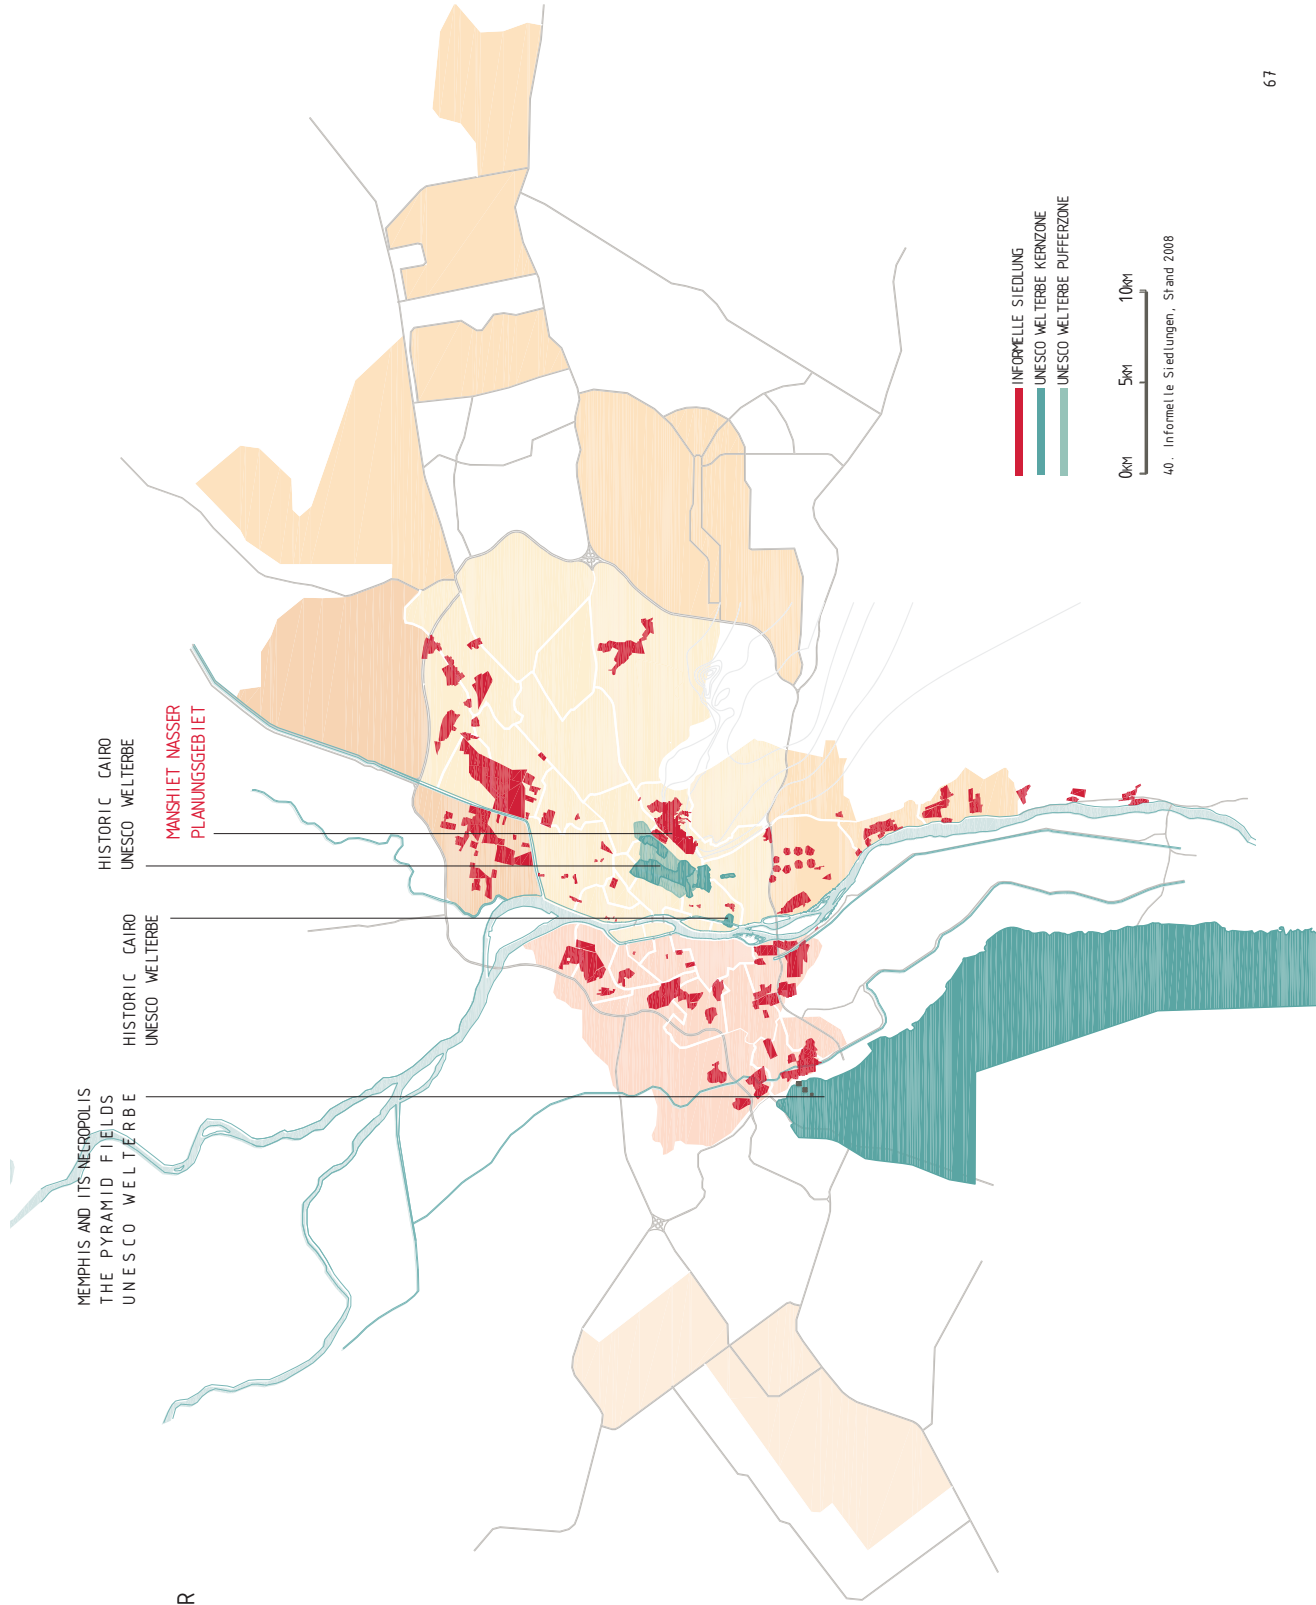 R
MEMPHIS AND ITS NECROPOLIS
THE PYRAMID FIELDS
UNESCO WELTERBE
HISTORIC CAIRO
UNESCO WELTERBE
HISTORIC CAIRO
UNESCO WELTERBE
MANSHIET NASSER
PLANUNGSGEBIET
INFORMELLE SIEDLUNG
UNESCO WELTERBE KERNZONE
UNESCO WELTERBE PUFFERZONE
0KM 5KM 10KM
40. Informelle Siedlungen, Stand 2008
67